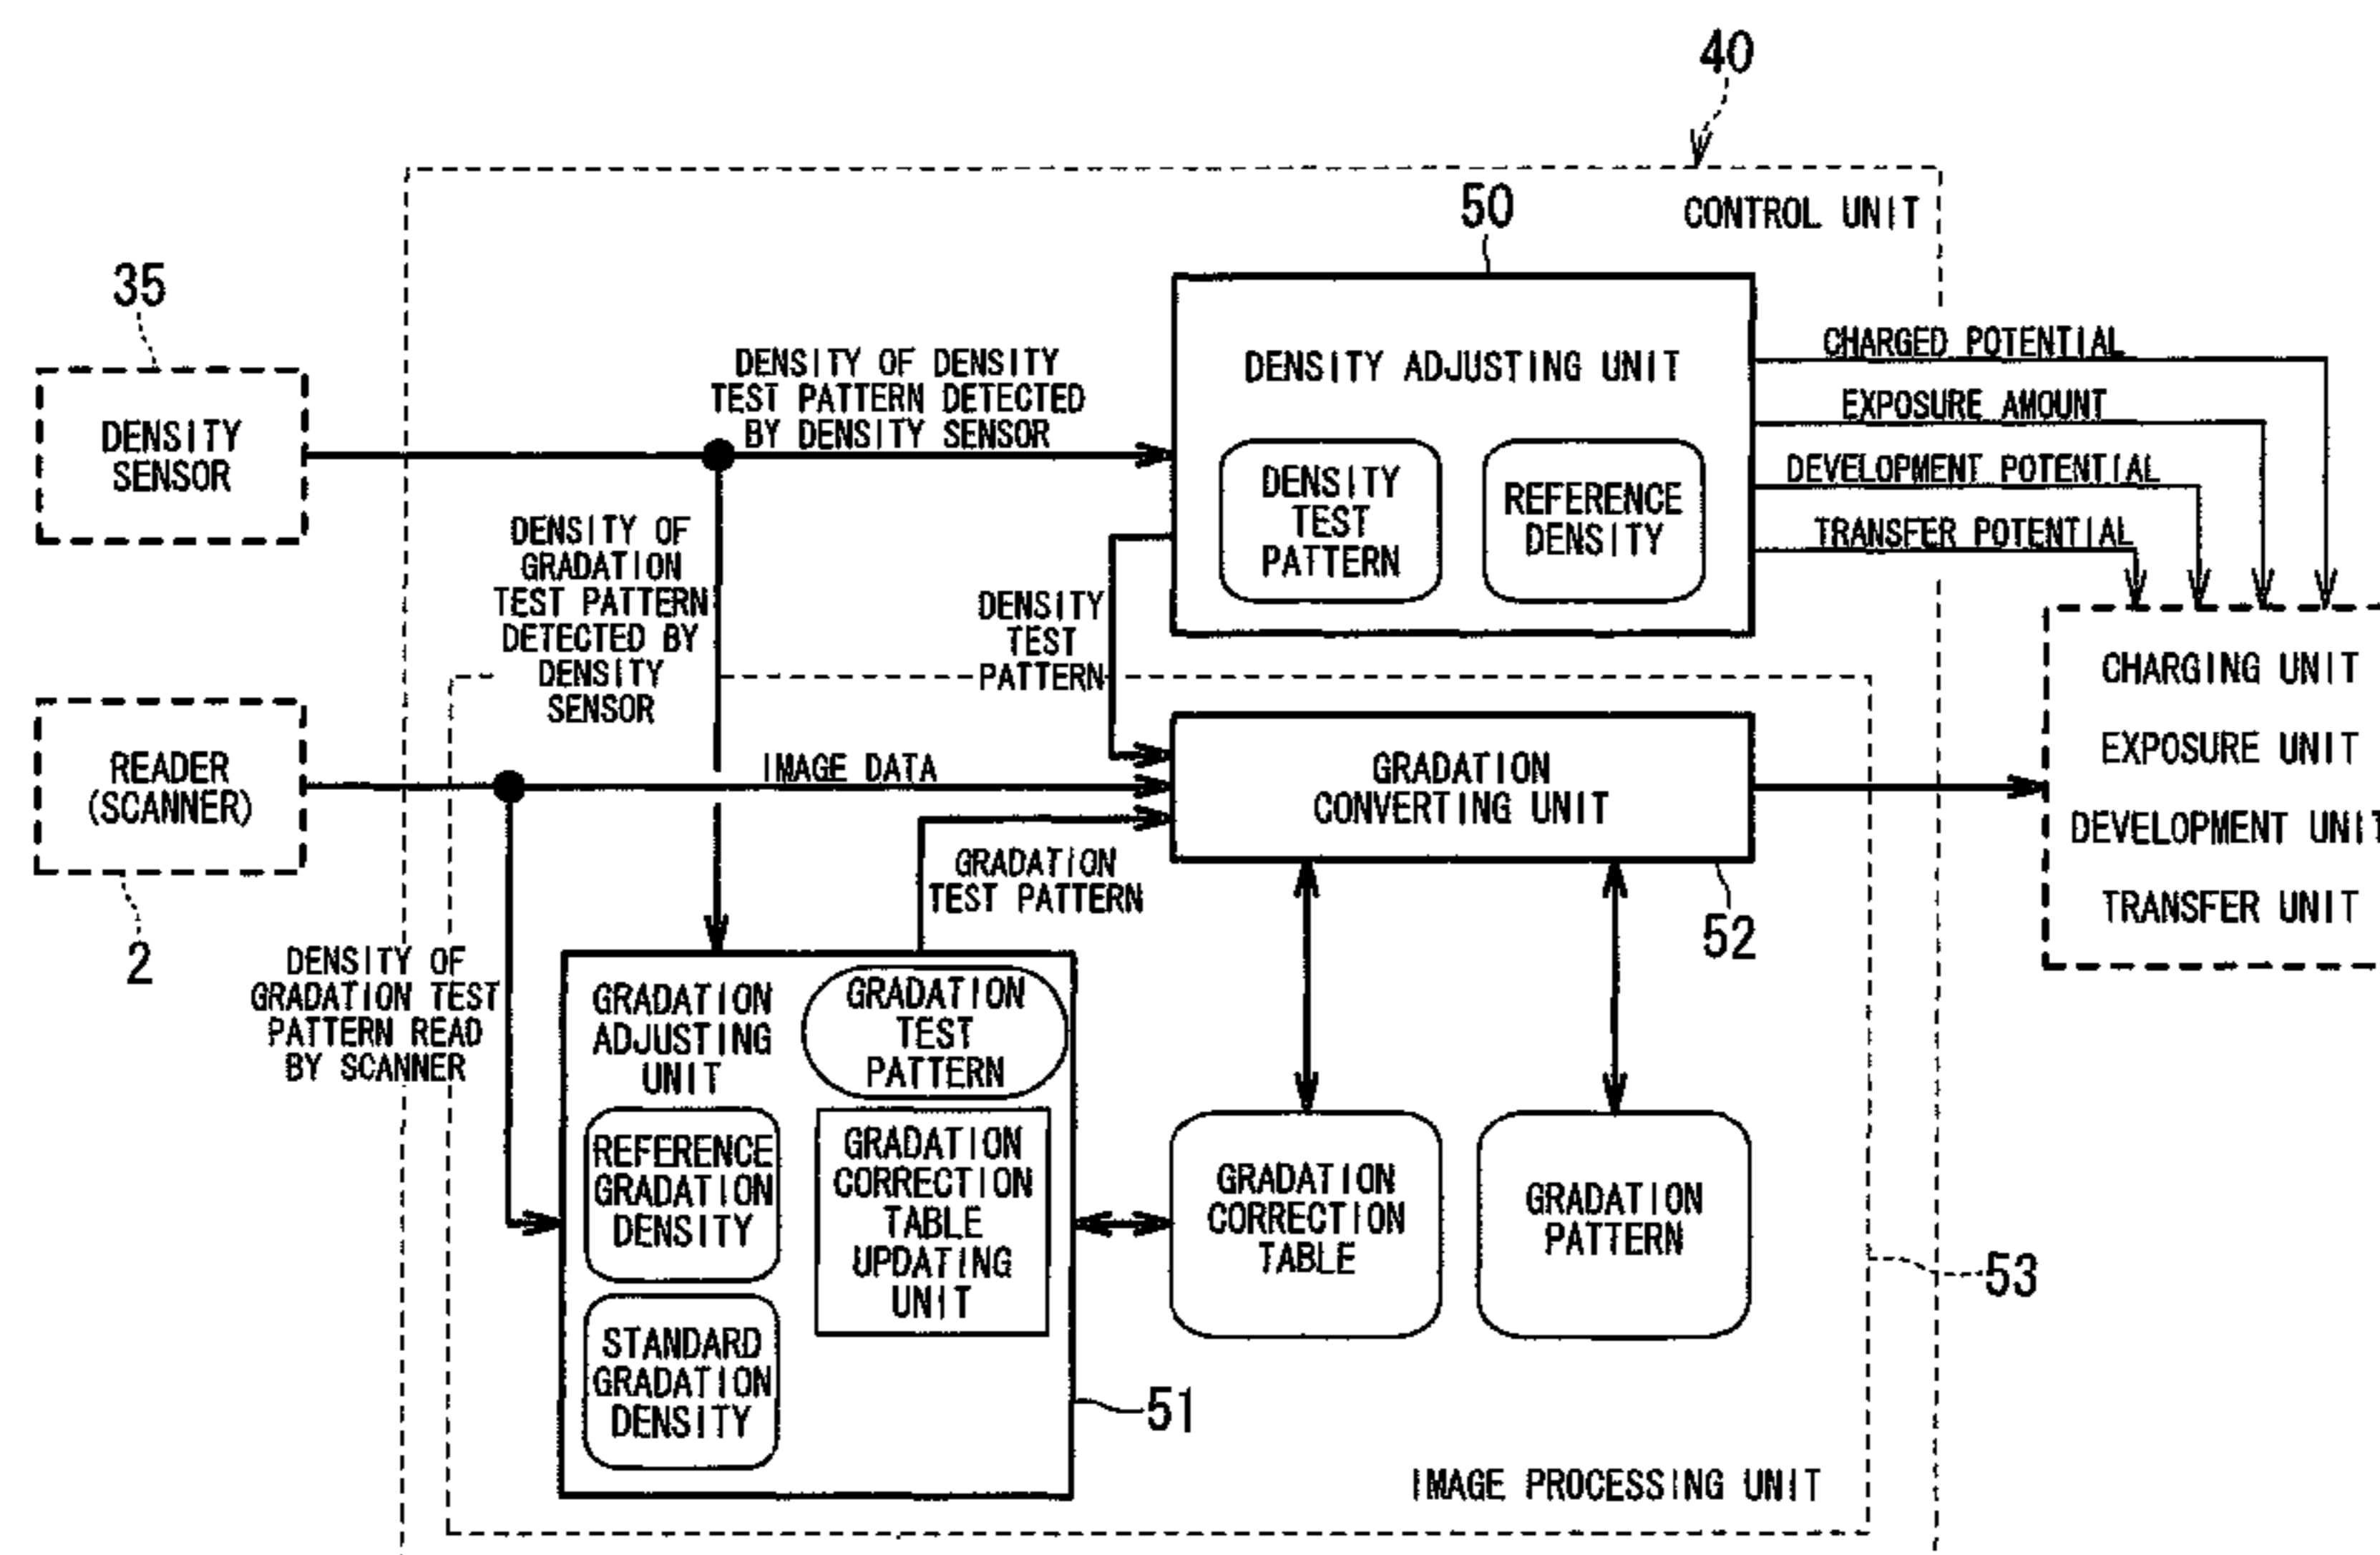 40
CONTROL UNIT
50
35
DENSITY
SENSOR
DENSITY OF DENSITY
TEST PATTERN DETECTED
BY DENSITY SENSOR
DENSITY ADJUSTING UNIT
DENSITY
TEST
PATTERN
REFERENCE
DENSITY
CHARGED POTENTIAL
EXPOSURE AMOUNT
DEVELOPMENT POTENTIAL
TRANSFER POTENTIAL
DENSITY OF
GRADATION
TEST PATTERN
DETECTED BY
DENSITY
SENSOR
DENSITY
TEST
PATTERN
READER
(SCANNER)
2
IMAGE DATA
GRADATION
CONVERTING UNIT
52
CHARGING UNIT
EXPOSURE UNIT
DEVELOPMENT UNIT
TRANSFER UNIT
GRADATION
TEST PATTERN
DENSITY OF
GRADATION TEST
PATTERN READ
BY SCANNER
GRADATION
ADJUSTING
UNIT
GRADATION
TEST
PATTERN
REFERENCE
GRADATION
DENSITY
GRADATION
CORRECTION
TABLE
UPDATING
UNIT
STANDARD
GRADATION
DENSITY
51
GRADATION
CORRECTION
TABLE
GRADATION
PATTERN
53
IMAGE PROCESSING UNIT